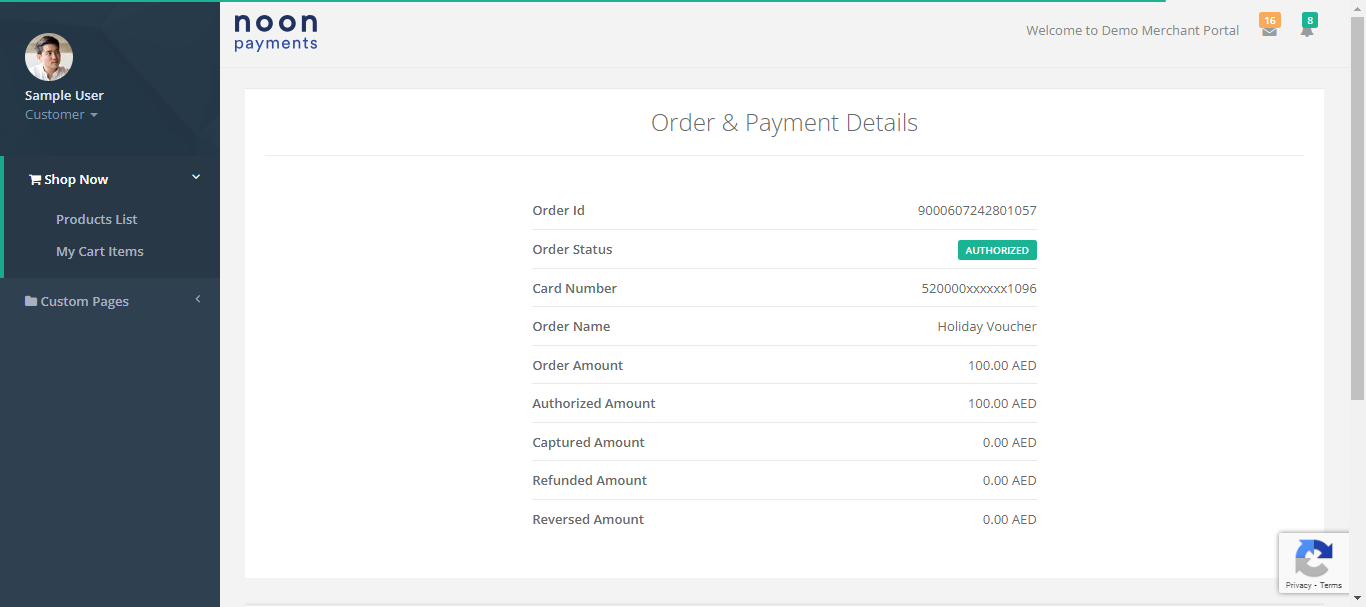 noon
payments
Welcome to Demo Merchant Portal
16
8
Sample User
Customer
Shop Now
Products List
My Cart Items
Custom Pages
Order & Payment Details
Order Id 9000607242801057
Order Status AUTHORIZED
Card Number 520000xxxxxx1096
Order Name Holiday Voucher
Order Amount 100.00 AED
Authorized Amount 100.00 AED
Captured Amount 0.00 AED
Refunded Amount 0.00 AED
Reversed Amount 0.00 AED
Privacy - Terms